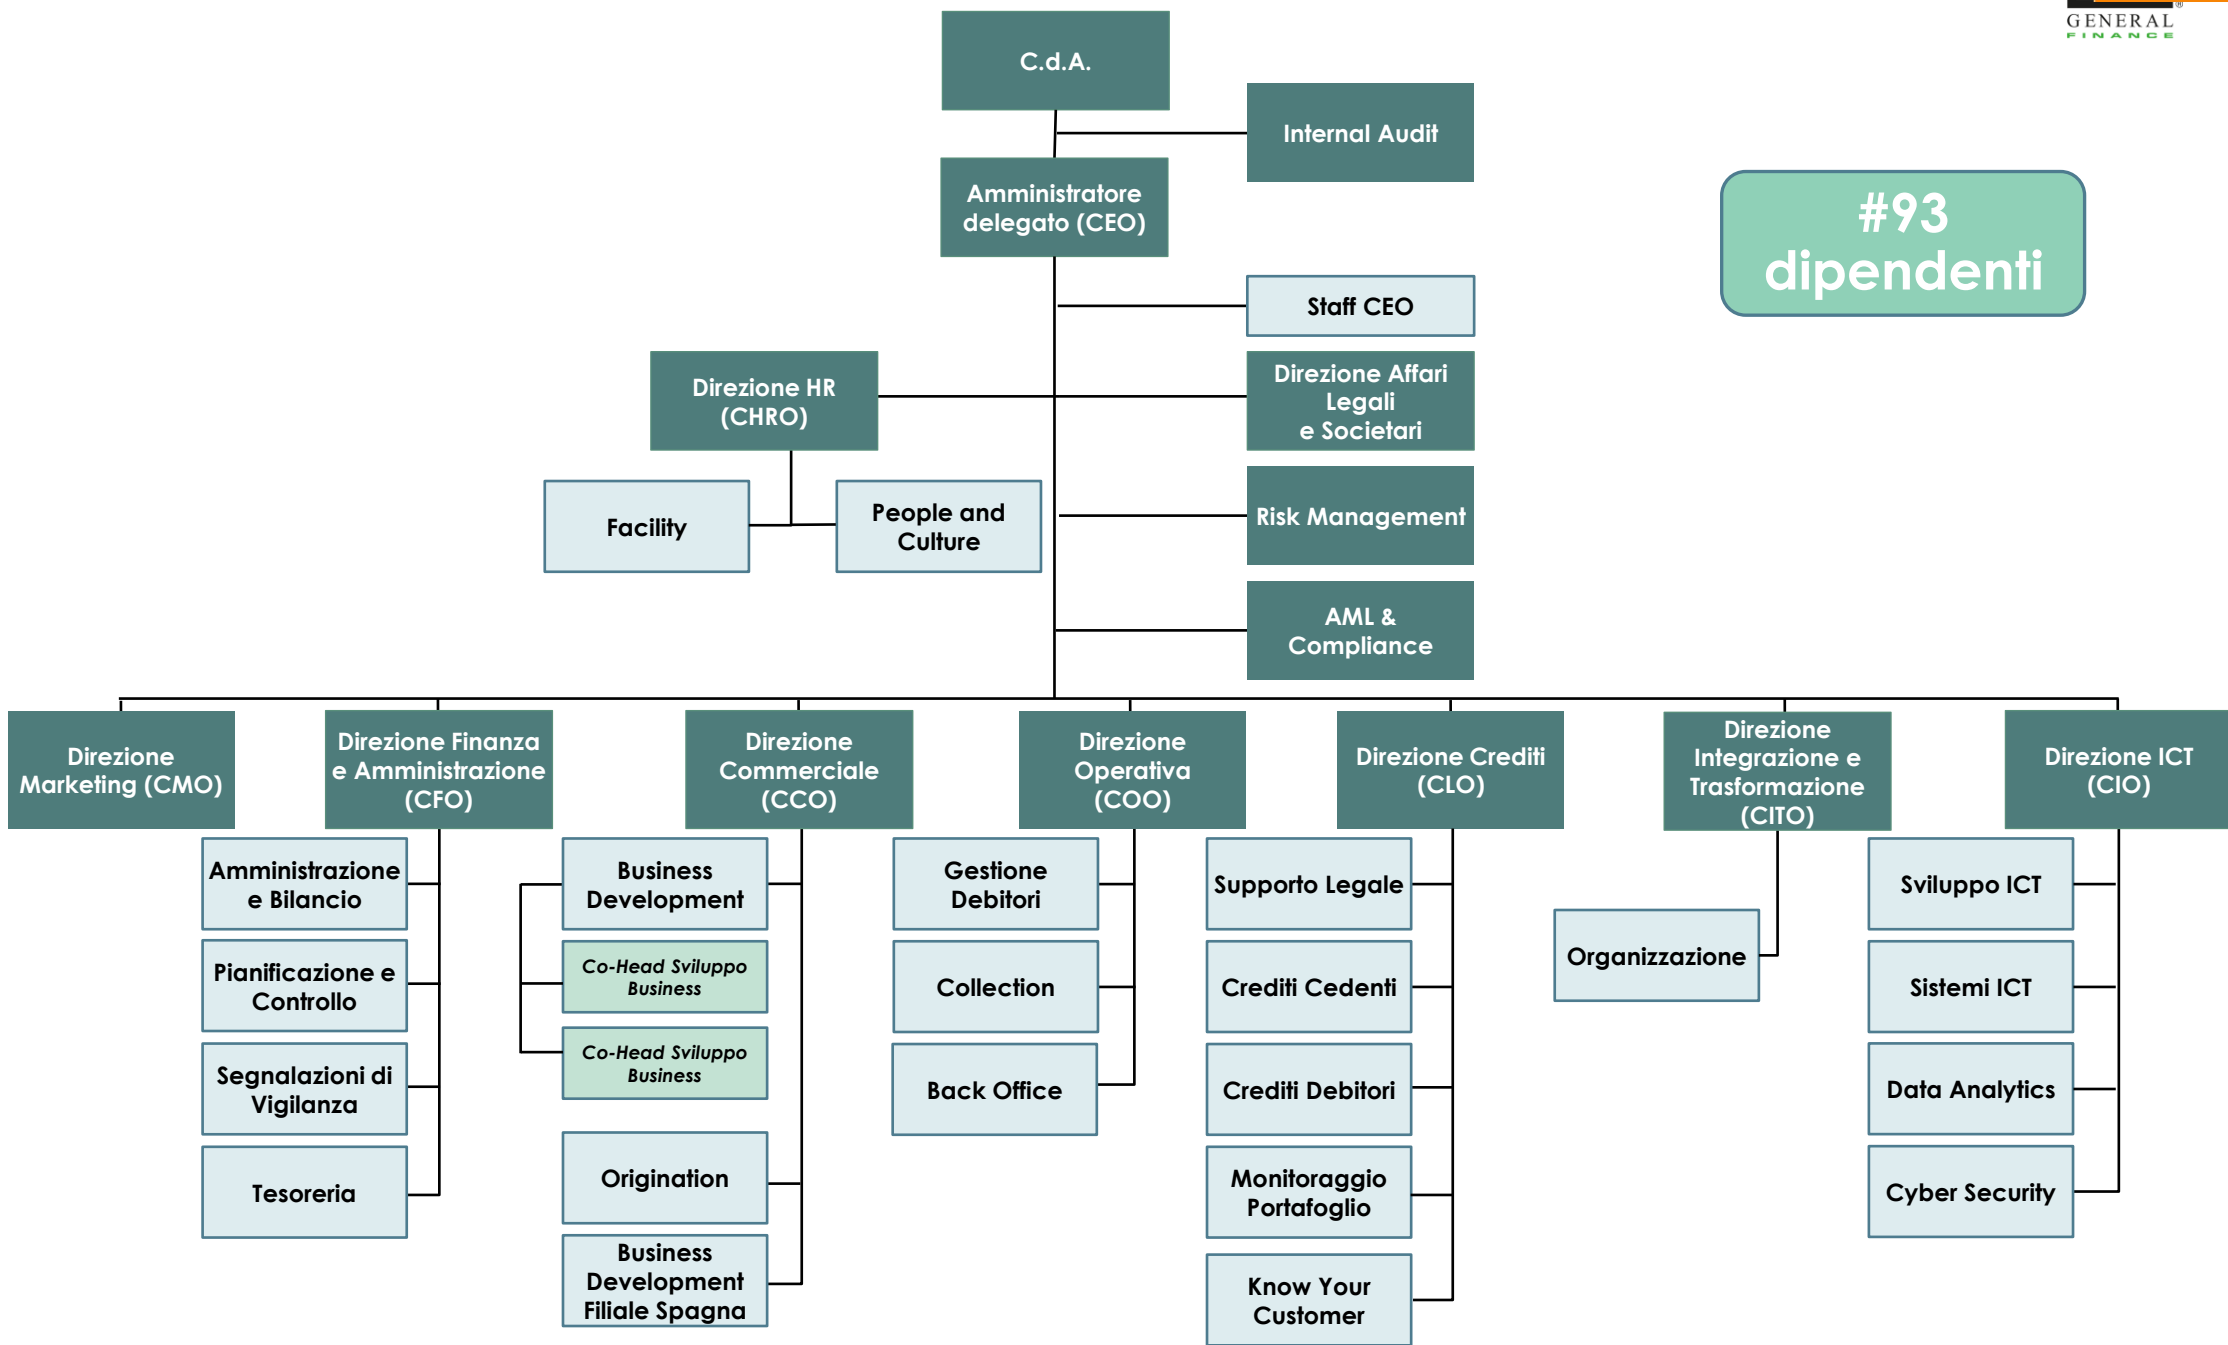 GENERAL
FINANCE
®
C.d.A.
Internal Audit
Amministratore
delegato (CEO)
#93
dipendenti
Staff CEO
Direzione HR
(CHRO)
Direzione Affari
Legali
e Societari
Facility
People and
Culture
Risk Management
AML &
Compliance
Direzione
Marketing (CMO)
Direzione Finanza
e Amministrazione
(CFO)
Direzione
Commerciale
(CCO)
Direzione
Operativa
(COO)
Direzione Crediti
(CLO)
Direzione
Integrazione e
Trasformazione
(CITO)
Direzione ICT
(CIO)
Amministrazione
e Bilancio
Pianificazione e
Controllo
Segnalazioni di
Vigilanza
Tesoreria
Business
Development
Co-Head Sviluppo
Business
Co-Head Sviluppo
Business
Origination
Business
Development
Filiale Spagna
Gestione
Debitori
Collection
Back Office
Supporto Legale
Crediti Cedenti
Crediti Debitori
Monitoraggio
Portafoglio
Know Your
Customer
Organizzazione
Sviluppo ICT
Sistemi ICT
Data Analytics
Cyber Security